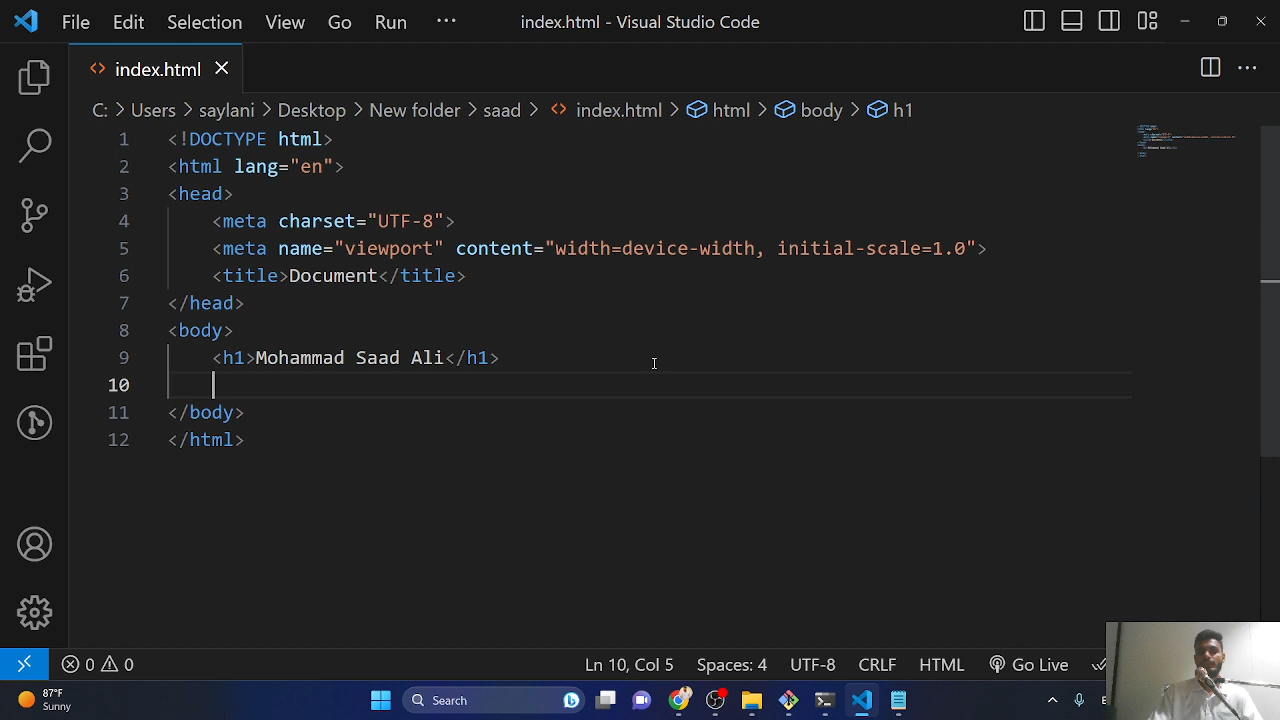 File Edit Selection View Go Run ··· index.html - Visual Studio Code
index.html
C: > Users > saylani > Desktop > New folder > saad > index.html > html > body > h1
1 <!DOCTYPE html>
2 <html lang="en">
3 <head>
4 <meta charset="UTF-8">
5 <meta name="viewport" content="width=device-width, initial-scale=1.0">
6 <title>Document</title>
7 </head>
8 <body>
9 <h1>Mohammad Saad Ali</h1>
10
11 </body>
12 </html>
0 0 Ln 10, Col 5 Spaces: 4 UTF-8 CRLF HTML Go Live
87°F
Sunny
Search